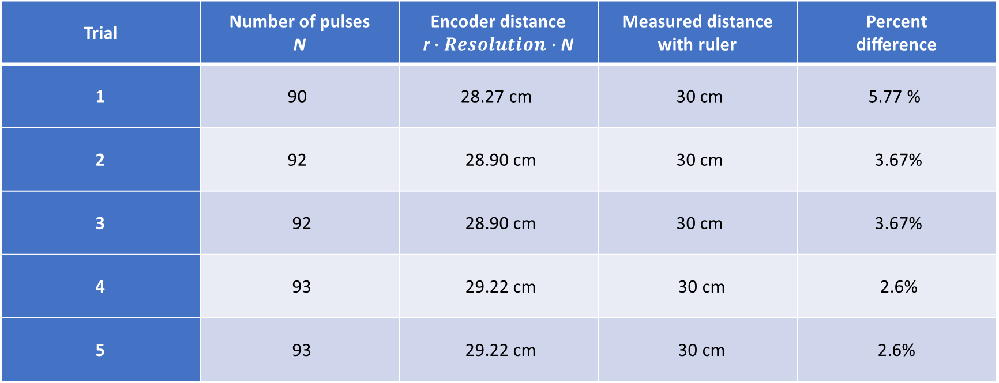 Trial Number of pulses N Encoder distance r · Resolution · N Measured distance with ruler Percent difference
1 90 28.27 cm 30 cm 5.77 %
2 92 28.90 cm 30 cm 3.67%
3 92 28.90 cm 30 cm 3.67%
4 93 29.22 cm 30 cm 2.6%
5 93 29.22 cm 30 cm 2.6%